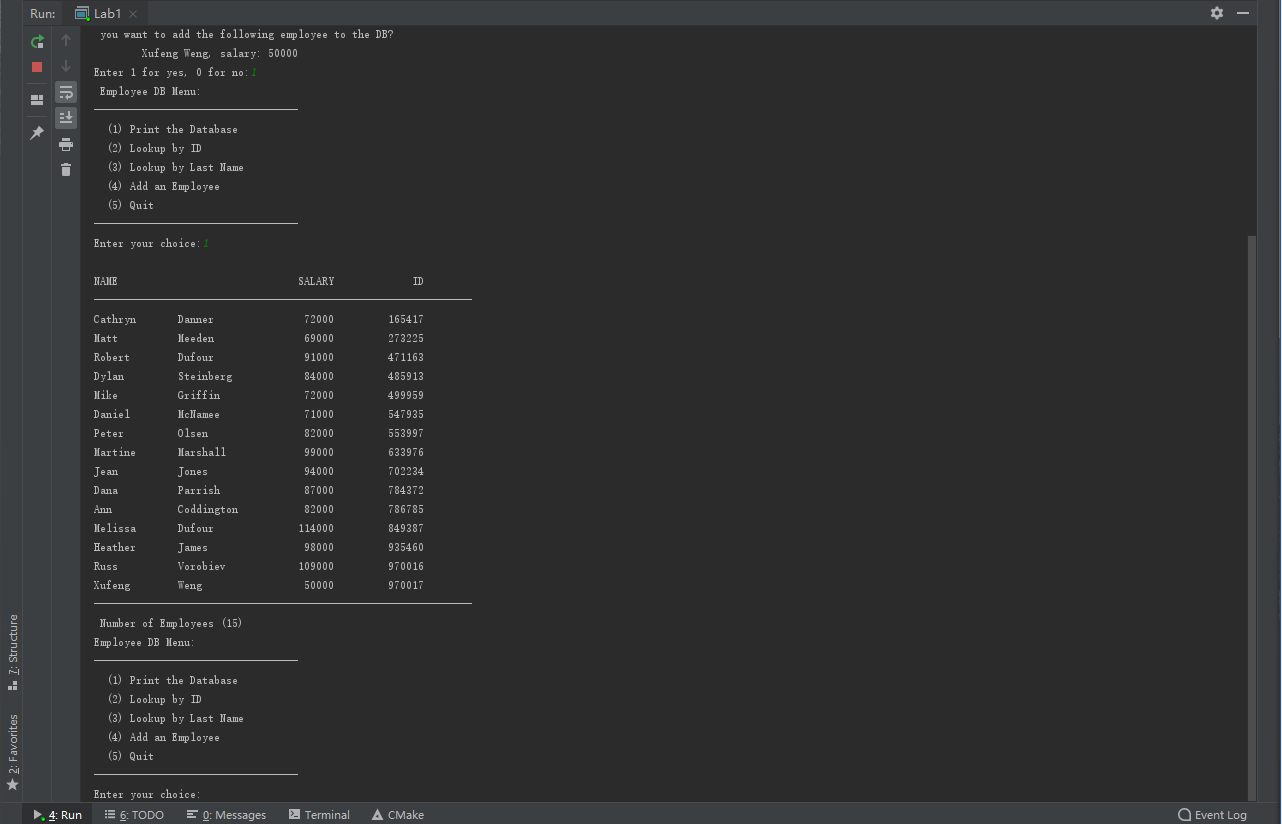 Run: Lab1
you want to add the following employee to the DB?
Xufeng Weng, salary: 50000
Enter 1 for yes, 0 for no:1
Employee DB Menu:
(1) Print the Database
(2) Lookup by ID
(3) Lookup by Last Name
(4) Add an Employee
(5) Quit
Enter your choice:1
NAME SALARY ID
Cathryn Danner 72000 165417
Matt Meeden 69000 273225
Robert Dufour 91000 471163
Dylan Steinberg 84000 485913
Mike Griffin 72000 499959
Daniel McNamee 71000 547935
Peter Olsen 82000 553997
Martine Marshall 99000 633976
Jean Jones 94000 702234
Dana Parrish 87000 784372
Ann Coddington 82000 786785
Melissa Dufour 114000 849387
Heather James 98000 935460
Russ Vorobiev 109000 970016
Xufeng Weng 50000 970017
Number of Employees (15)
Employee DB Menu:
(1) Print the Database
(2) Lookup by ID
(3) Lookup by Last Name
(4) Add an Employee
(5) Quit
Enter your choice:
7: Structure
2: Favorites
4: Run 6: TODO 0: Messages Terminal CMake Event Log